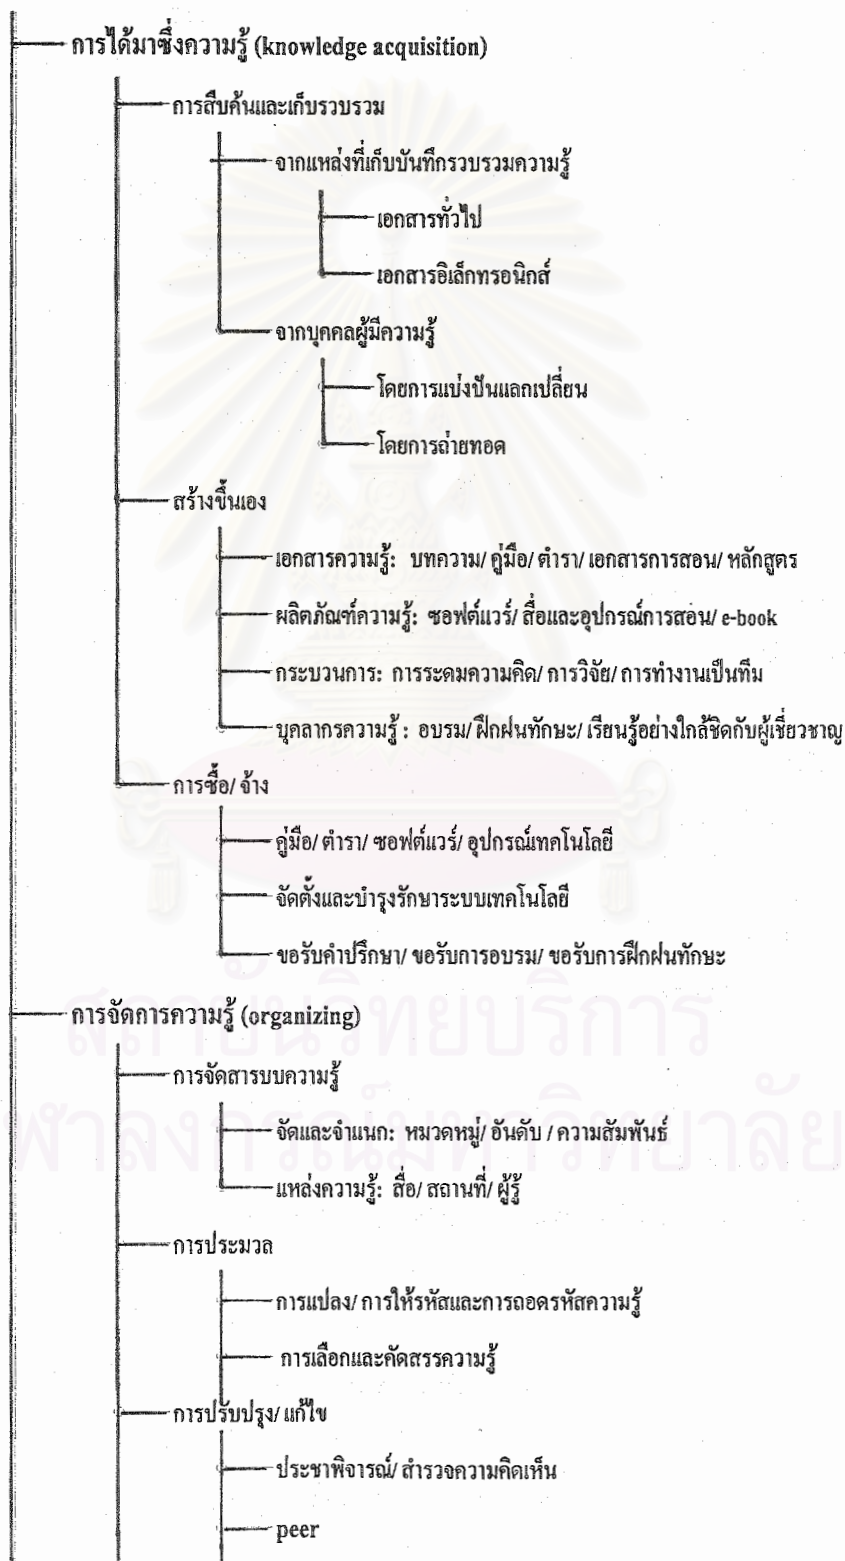 การได้มาซึ่งความรู้ (knowledge acquisition)
การสืบค้นและเก็บรวบรวม
จากแหล่งที่เก็บบันทึกรวบรวมความรู้
เอกสารทั่วไป
เอกสารอิเล็กทรอนิกส์
จากบุคคลผู้มีความรู้
โดยการแบ่งปันแลกเปลี่ยน
โดยการถ่ายทอด
สร้างขึ้นเอง
เอกสารความรู้: บทความ/ คู่มือ/ ตำรา/ เอกสารการสอน/ หลักสูตร
ผลิตภัณฑ์ความรู้: ซอฟต์แวร์/ สื่อและอุปกรณ์การสอน/ e-book
กระบวนการ: การระดมความคิด/ การวิจัย/ การทำงานเป็นทีม
บุคลากรความรู้ : อบรม/ ฝึกฝนทักษะ/ เรียนรู้อย่างใกล้ชิดกับผู้เชี่ยวชาญ
การซื้อ/ จ้าง
คู่มือ/ ตำรา/ ซอฟต์แวร์/ อุปกรณ์เทคโนโลยี
จัดตั้งและบำรุงรักษาระบบเทคโนโลยี
ขอรับคำปรึกษา/ ขอรับการอบรม/ ขอรับการฝึกฝนทักษะ
สถาบันวิทยบริการ
การจัดการความรู้ (organizing)
การจัดสารบบความรู้
จุฬาลงกรณ์มหาวิทยาลัย
จัดและจำแนก: หมวดหมู่/ อันดับ / ความสัมพันธ์
แหล่งความรู้: สื่อ/ สถานที่/ ผู้รู้
การประมวล
การแปลง/ การให้รหัสและการถอดรหัสความรู้
การเลือกและคัดสรรความรู้
การปรับปรุง/ แก้ไข
ประชาพิจารณ์/ สำรวจความคิดเห็น
peer